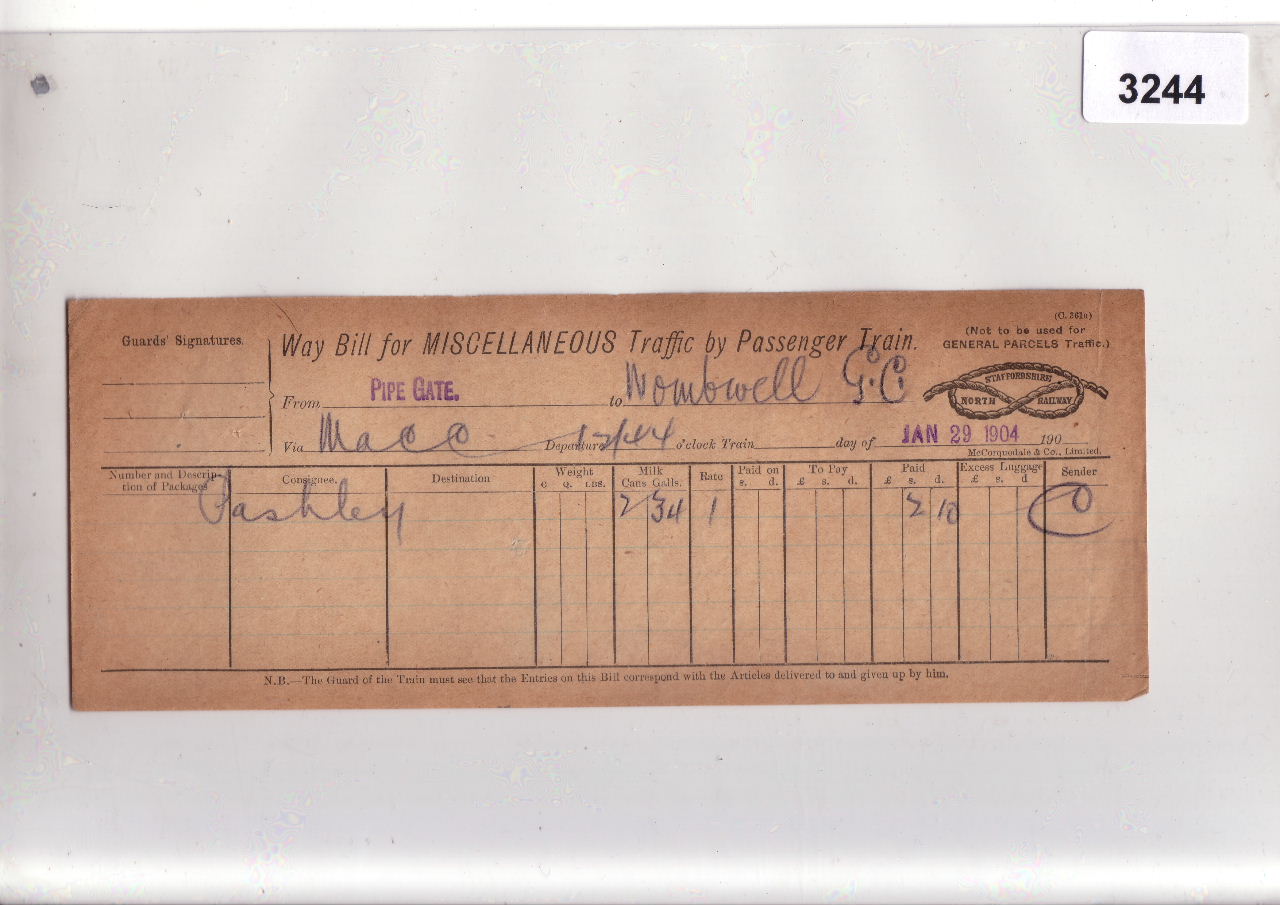 3244
(G. 361a)
Guards' Signatures.
Way Bill for MISCELLANEOUS Traffic by Passenger Train.
(Not to be used for
GENERAL PARCELS Traffic.)
From PIPE GATE. to Wombwell G.C
STAFFORDSHIRE
NORTH RAILWAY
Via Macc Departure 12/44 o'clock Train day of JAN 29 1904 190
McCorquodale & Co., Limited.
Number and Descrip- Consignee. Destination Weight Milk Rate Paid on To Pay Paid Excess Luggage Sender
tion of Packages C Q. LBS. Cans Galls. s. d. £ s. d. £ s. d. £ s. d
Pashley 2 34 1 2 10
N.B.—The Guard of the Train must see that the Entries on this Bill correspond with the Articles delivered to and given up by him.